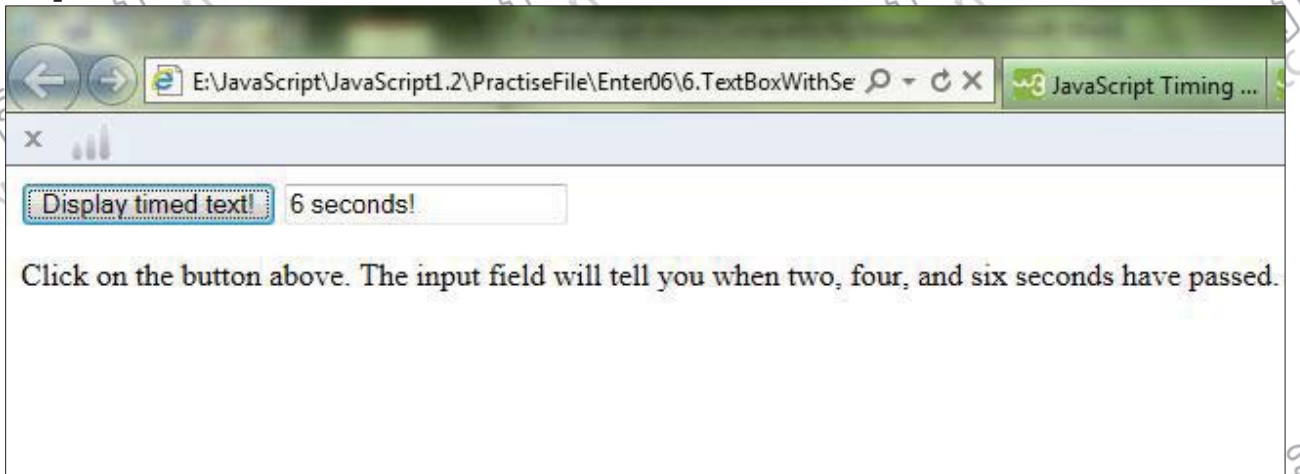 E:\JavaScript\JavaScript1.2\PractiseFile\Enter06\6.TextBoxWithSe
JavaScript Timing ...
x
Display timed text! 6 seconds!
Click on the button above. The input field will tell you when two, four, and six seconds have passed.